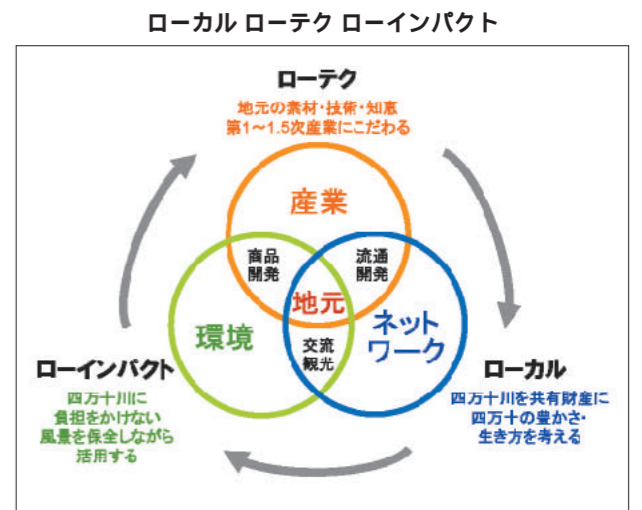 ローカル ローテク ローインパクト
ローテク
地元の素材・技術・知恵
第1〜1.5次産業にこだわる
産業
商品
開発
流通
開発
地元
環境
ネット
ワーク
交流
観光
ローインパクト
四万十川に
負担をかけない
風景を保全しながら
活用する
ローカル
四万十川を共有財産に
四万十の豊かさ・
生き方を考える